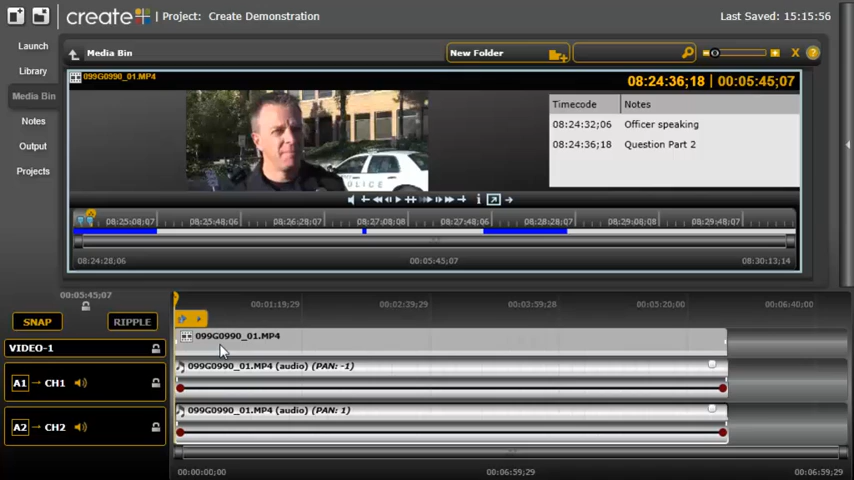 create Project: Create Demonstration Last Saved: 15:15:56
Launch
Library
Media Bin
Notes
Output
Projects
Media Bin New Folder X ?
099G0990_01.MP4 08:24:36;18 | 00:05:45;07
Timecode Notes
08:24:32;06 Officer speaking
08:24:36;18 Question Part 2
LICE
08:25:08;07 08:25:48;06 08:26:28;07 08:27:08;08 08:27:48;06 08:28:28;07 08:29:08;08 08:29:48;07
08:24:28;06 00:05:45;07 08:30:13;14
00:05:45;07 00:01:19;29 00:02:39;29 00:03:59;28 00:05:20;00 00:06:40;00
SNAP RIPPLE
VIDEO-1 099G0990_01.MP4
A1 CH1 099G0990_01.MP4 (audio) (PAN: -1)
A2 CH2 099G0990_01.MP4 (audio) (PAN: 1)
00:00:00;00 00:06:59;29 00:06:59;29